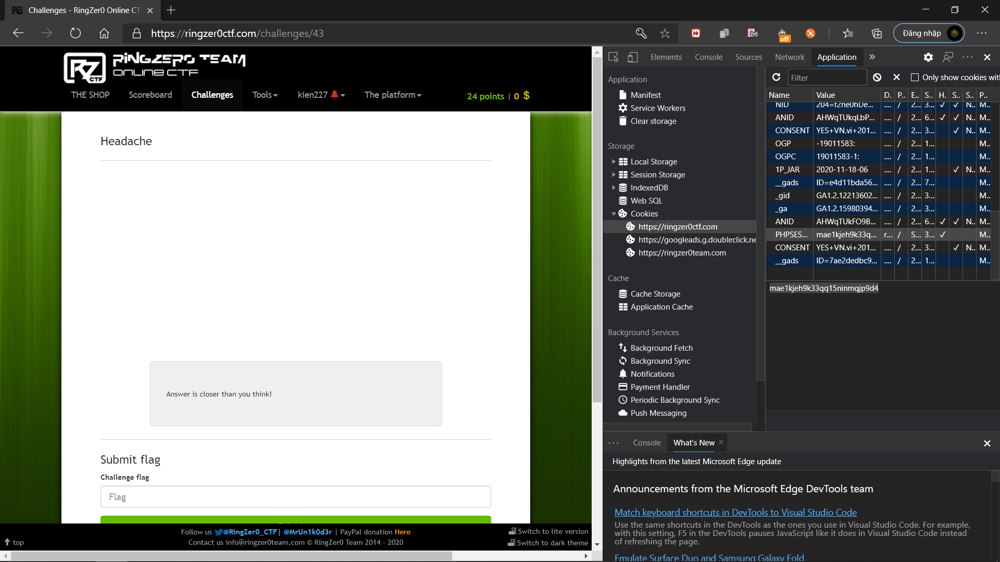 Challenges - RingZer0 Online CT
https://ringzer0ctf.com/challenges/43
off
Đăng nhập
RZ CTF
RINGZER0 TEAM
ONLINE CTF
THE SHOP
Scoreboard
Challenges
Tools
kien227
The platform
24 points | 0 $
Headache
Answer is closer than you think!
Submit flag
Challenge flag
Flag
Follow us @RingZer0_CTF | @MrUn1k0d3r | PayPal donation Here
Contact us info@ringzer0team.com © RingZer0 Team 2014 - 2020
Switch to lite version
Switch to dark theme
top
Elements
Console
Sources
Network
Application
Application
Manifest
Service Workers
Clear storage
Storage
Local Storage
Session Storage
IndexedDB
Web SQL
Cookies
https://ringzer0ctf.com
https://googleads.g.doubleclick.ne
https://ringzer0team.com
Cache
Cache Storage
Application Cache
Background Services
Background Fetch
Background Sync
Notifications
Payment Handler
Periodic Background Sync
Push Messaging
Filter
Only show cookies wit
Name Value D. P.. E.. S.. H. S.. S.. P..
NID 204=f2ne0hDe... .... / 2... 3... ✓ ✓ N.. M..
ANID AHWqTUkqLbP... .... / 2... 6... ✓ ✓ N.. M..
CONSENT YES+VN.vi+201... .... / 2... 3... ✓ N.. M..
OGP -19011583: .... / 2... 1... M..
OGPC 19011583-1: .... / 2... 1... M..
1P_JAR 2020-11-18-06 .... / 2... 1... ✓ N.. M..
__gads ID=e4d11bda56... .... / 2... 7... M..
_gid GA1.2.12213602... .... / 2... 3... M..
_ga GA1.2.15980394... .... / 2... 3... M..
ANID AHWqTUkFO9B... .... / 2... 6... ✓ ✓ N.. M..
PHPSES... mae1kjeh9k33q... r... / S... 3... ✓ M..
CONSENT YES+VN.vi+201... .... / 2... 3... ✓ N.. M..
__gads ID=7ae2dedbc9... .... / 2... 1... M..
mae1kjeh9k33qq15ninmqjp9d4
Console
What's New
Highlights from the latest Microsoft Edge update
Announcements from the Microsoft Edge DevTools team
Match keyboard shortcuts in DevTools to Visual Studio Code
Use the same shortcuts in the DevTools as the ones you use in Visual Studio Code. For example,
with this setting, F5 in the DevTools pauses JavaScript like it does in Visual Studio Code instead
of refreshing the page.
Emulate Surface Duo and Samsung Galaxy Fold